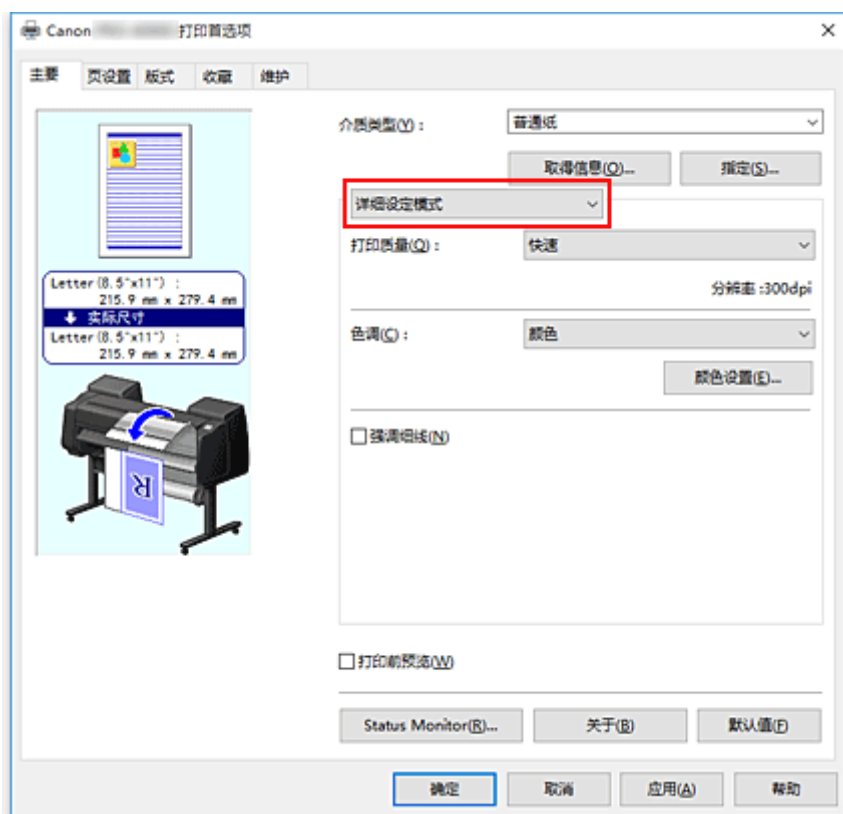 Canon 打印首选项
主要 页设置 版式 收藏 维护
介质类型(Y)： 普通纸
取得信息(O)... 指定(S)...
详细设定模式
打印质量(Q)： 快速
分辨率 :300dpi
Letter(8.5"x11") :
215.9 mm x 279.4 mm
实际尺寸
Letter(8.5"x11") :
215.9 mm x 279.4 mm
色调(C)： 颜色
颜色设置(E)...
强调细线(N)
R
打印前预览(W)
Status Monitor(R)... 关于(B) 默认值(F)
确定 取消 应用(A) 帮助